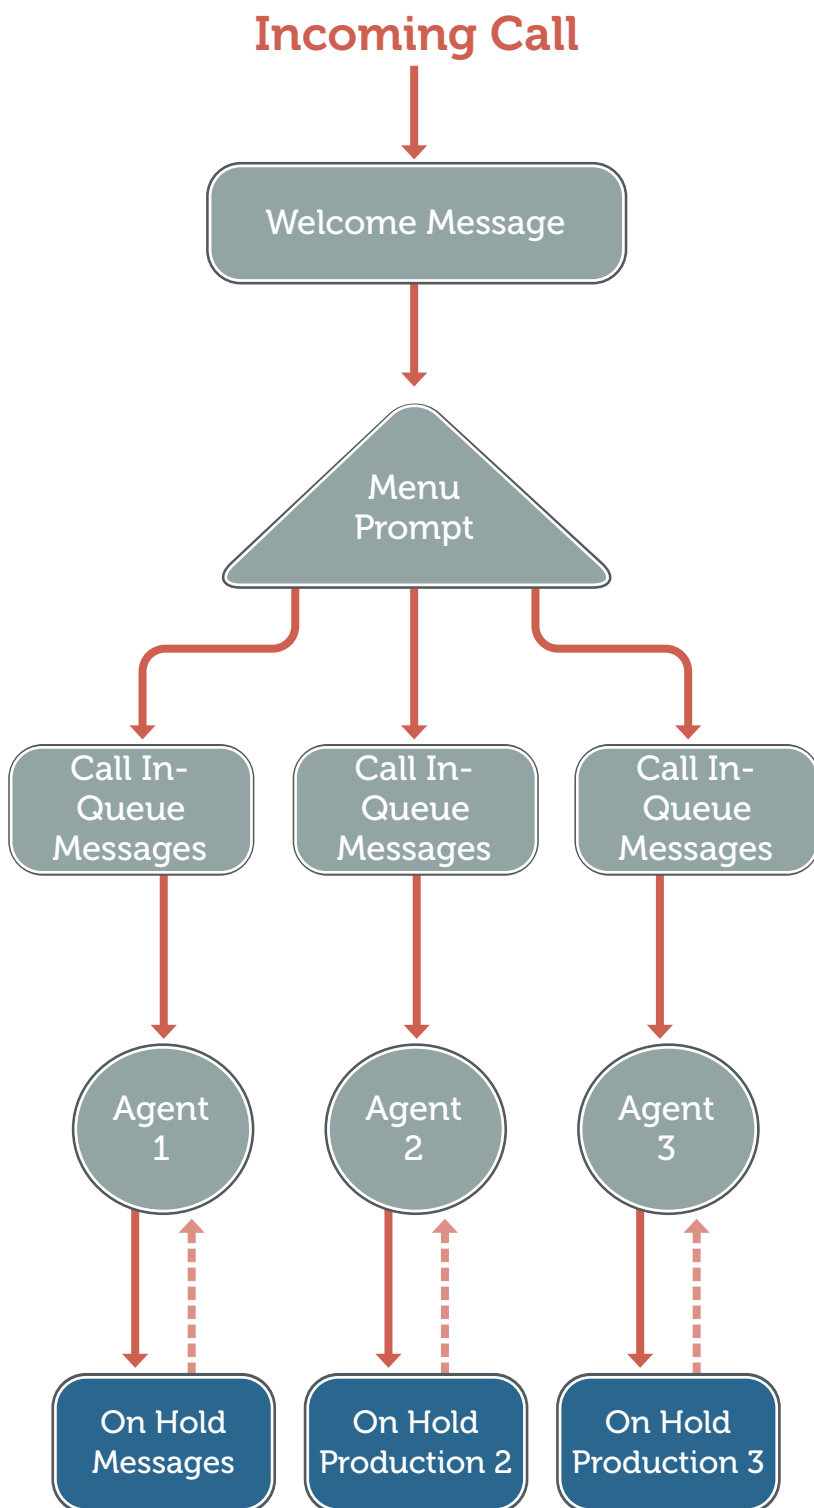 Incoming Call
Welcome Message
Menu
Prompt
Call In-
Queue
Messages
Call In-
Queue
Messages
Call In-
Queue
Messages
Agent
1
Agent
2
Agent
3
On Hold
Messages
On Hold
Production 2
On Hold
Production 3